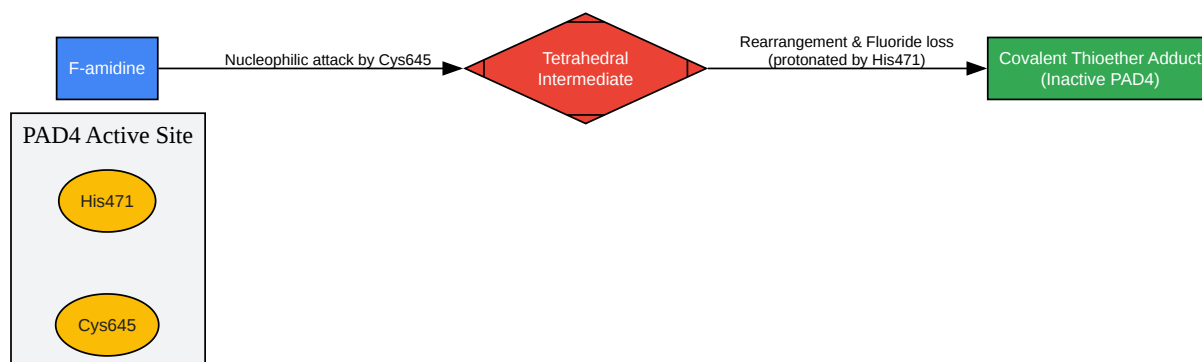 F-amidine
Nucleophilic attack by Cys645
Tetrahedral
Intermediate
Rearrangement & Fluoride loss
(protonated by His471)
Covalent Thioether Adduct
(Inactive PAD4)
PAD4 Active Site
His471
Cys645